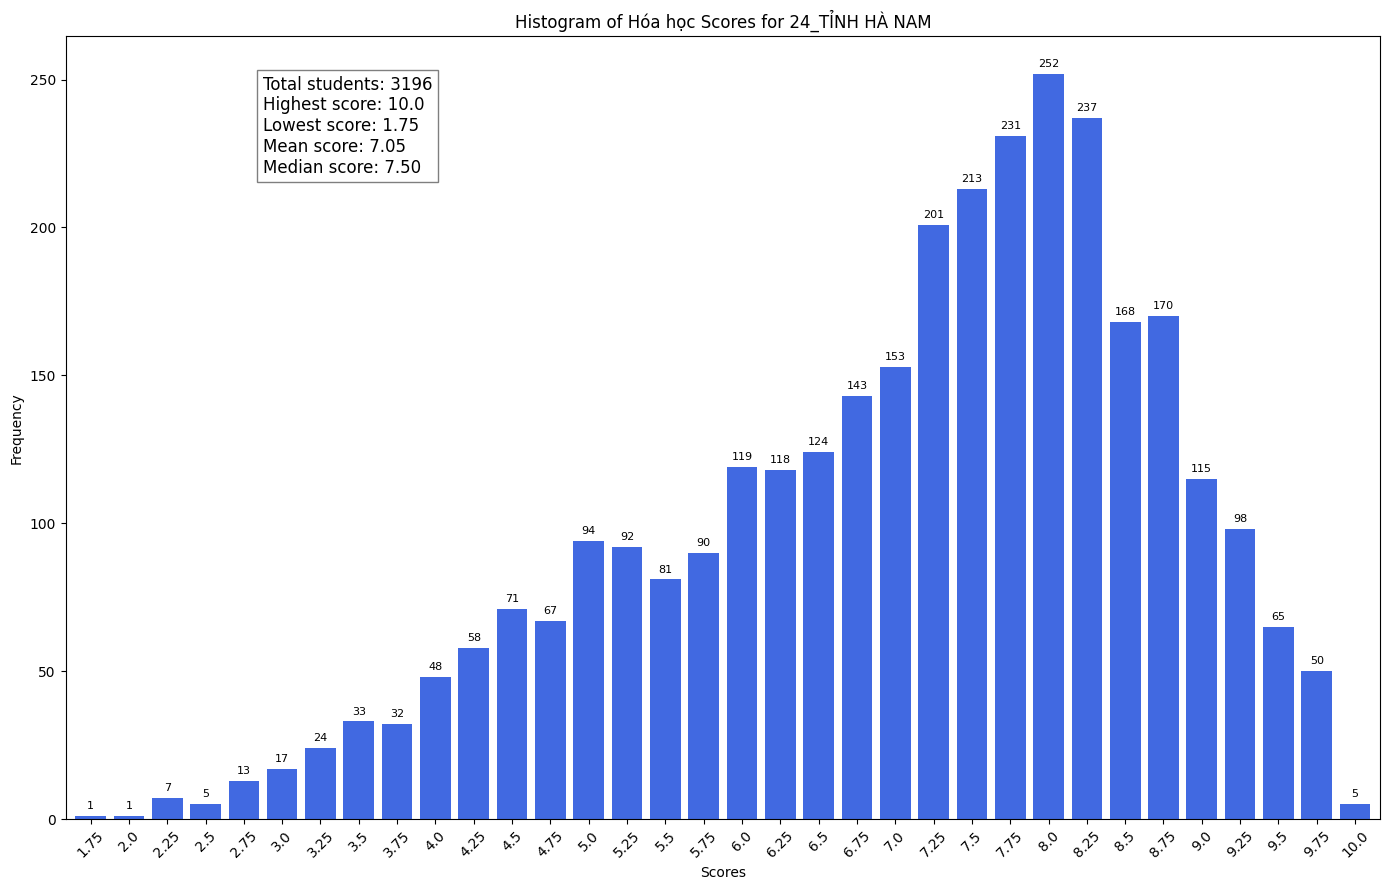 Histogram of Hóa học Scores for 24_TỈNH HÀ NAM
Total students: 3196
Highest score: 10.0
Lowest score: 1.75
Mean score: 7.05
Median score: 7.50
Frequency
250
200
150
100
50
0
1 1 7 5 13 17 24 33 32 48 58 71 67 94 92 81 90 119 118 124 143 153 201 213 231 252 237 168 170 115 98 65 50 5
1.75 2.0 2.25 2.5 2.75 3.0 3.25 3.5 3.75 4.0 4.25 4.5 4.75 5.0 5.25 5.5 5.75 6.0 6.25 6.5 6.75 7.0 7.25 7.5 7.75 8.0 8.25 8.5 8.75 9.0 9.25 9.5 9.75 10.0
Scores